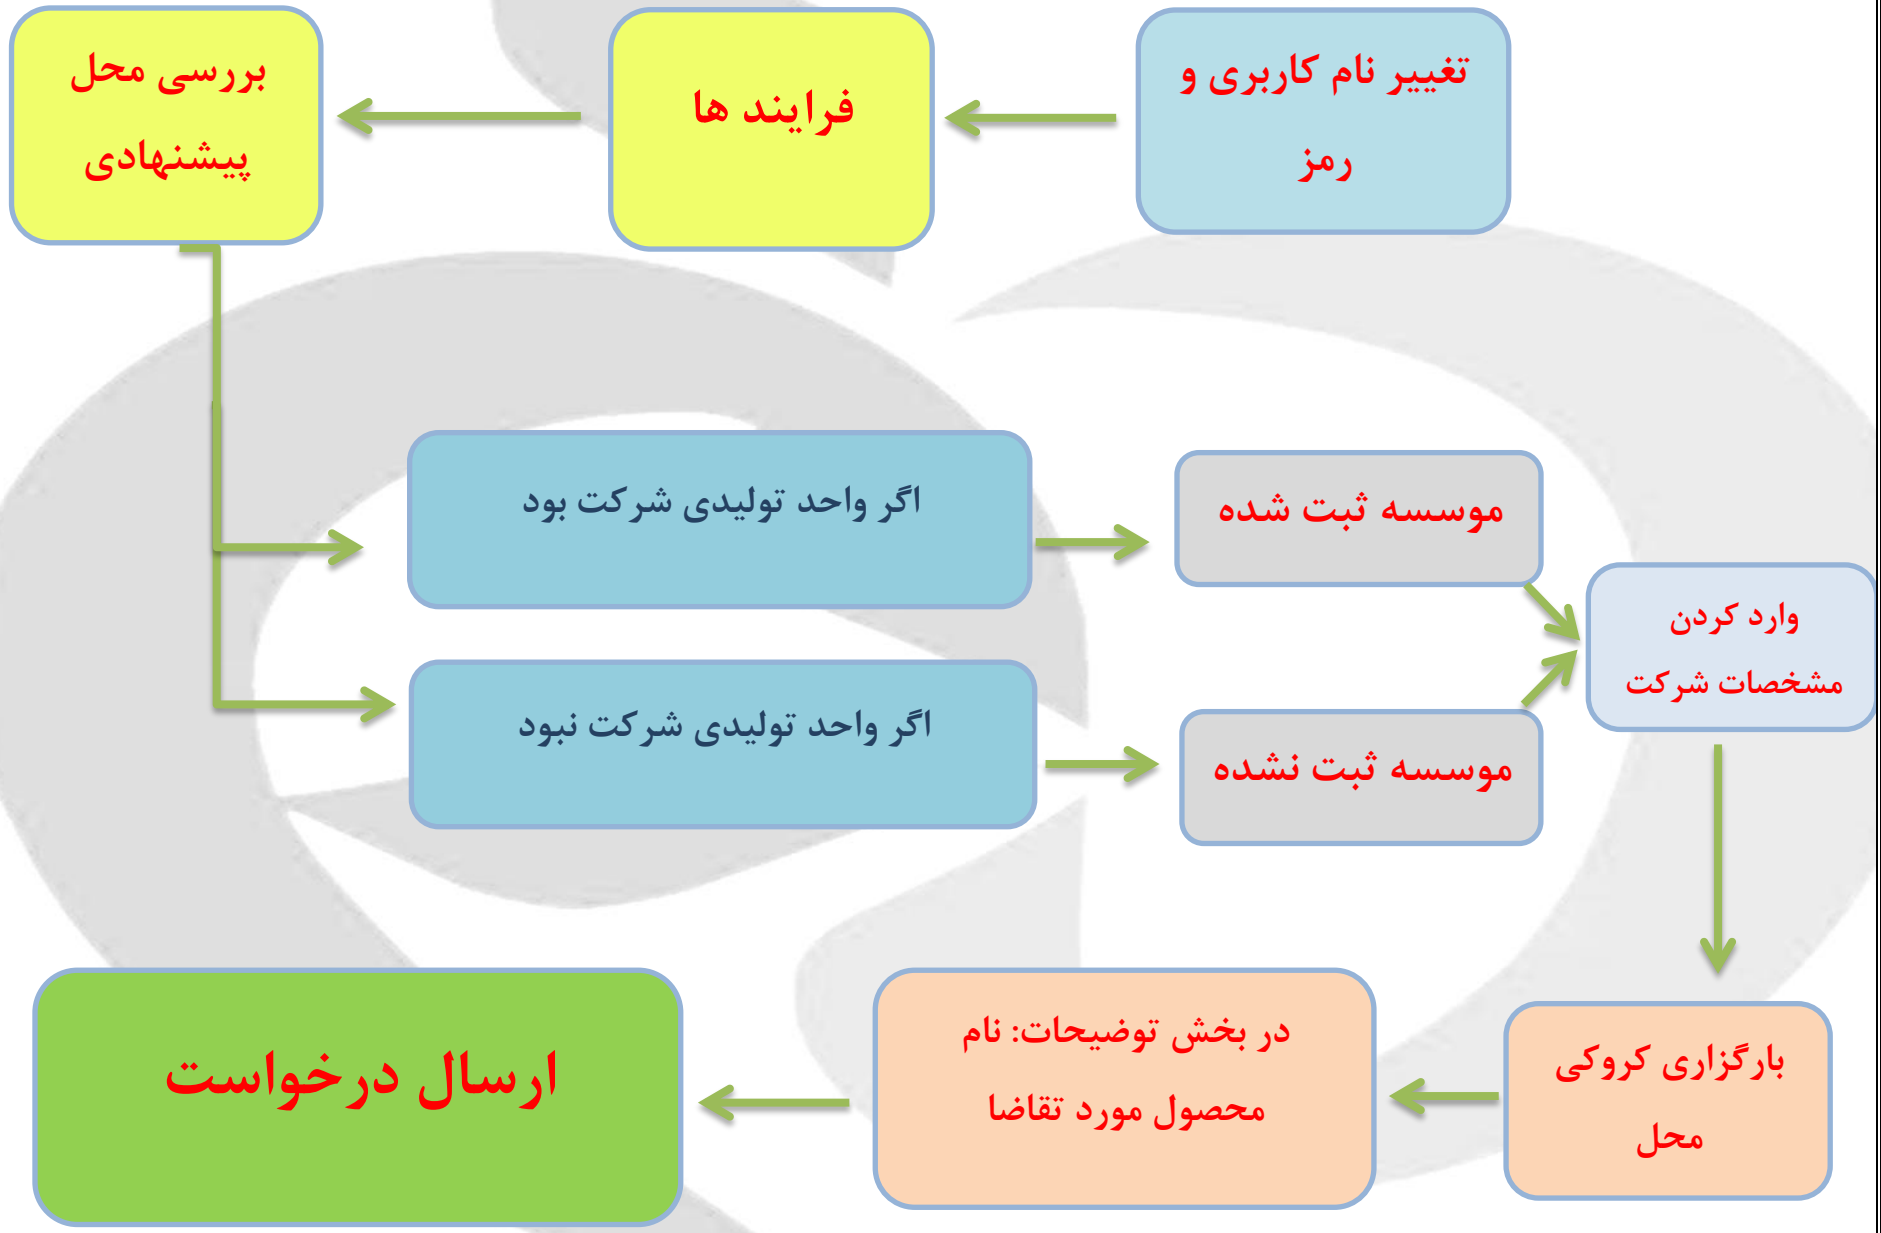 تغییر نام کاربری و
رمز
فرایند ها
بررسی محل
پیشنهادی
اگر واحد تولیدی شرکت بود
موسسه ثبت شده
اگر واحد تولیدی شرکت نبود
موسسه ثبت نشده
وارد کردن
مشخصات شرکت
بارگزاری کروکی
محل
در بخش توضیحات: نام
محصول مورد تقاضا
ارسال درخواست